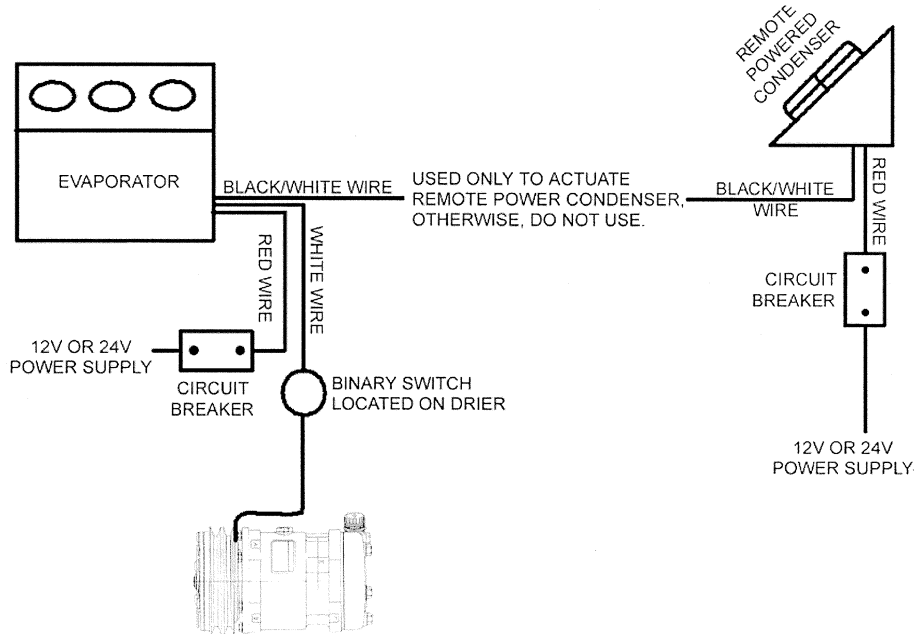 REMOTE
POWERED
CONDENSER
EVAPORATOR
BLACK/WHITE WIRE
USED ONLY TO ACTUATE
REMOTE POWER CONDENSER,
OTHERWISE, DO NOT USE.
BLACK/WHITE
WIRE
RED WIRE
RED WIRE
WHITE WIRE
CIRCUIT
BREAKER
12V OR 24V
POWER SUPPLY
CIRCUIT
BREAKER
BINARY SWITCH
LOCATED ON DRIER
12V OR 24V
POWER SUPPLY